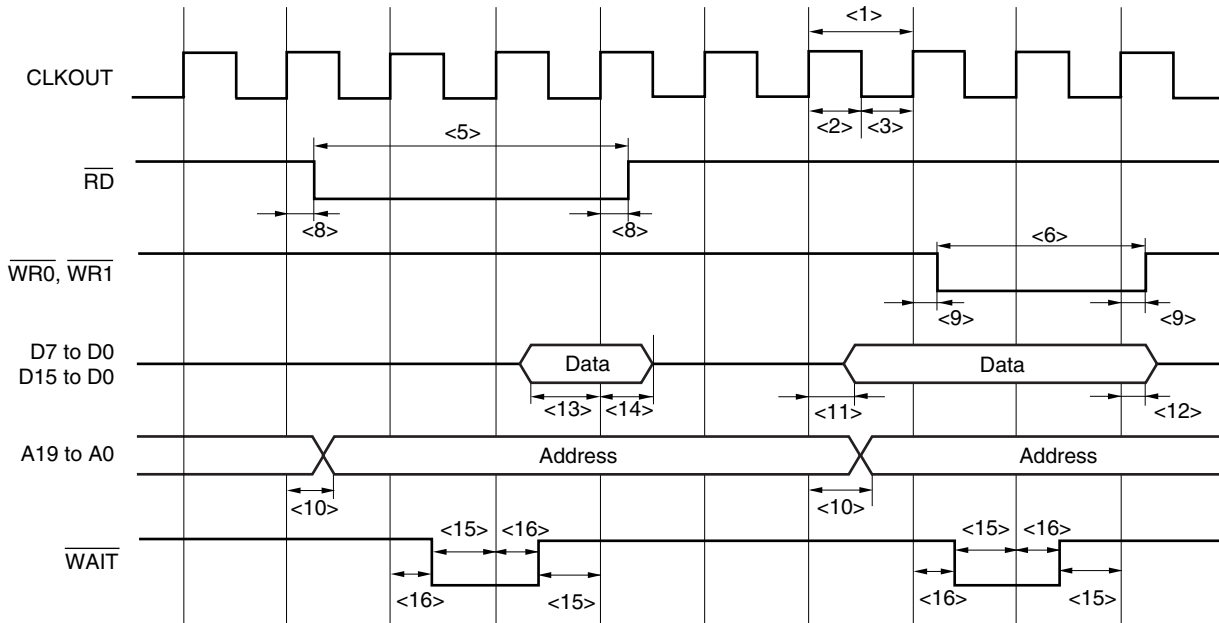 <1>
CLKOUT
<2> <3>
<5>
RD
<8> <8>
<6>
WR0, WR1
<9> <9>
D7 to D0
D15 to D0
Data Data
<13> <14> <11> <12>
A19 to A0
Address Address
<10> <10>
<15> <16> <15> <16>
WAIT
<16> <15> <16> <15>